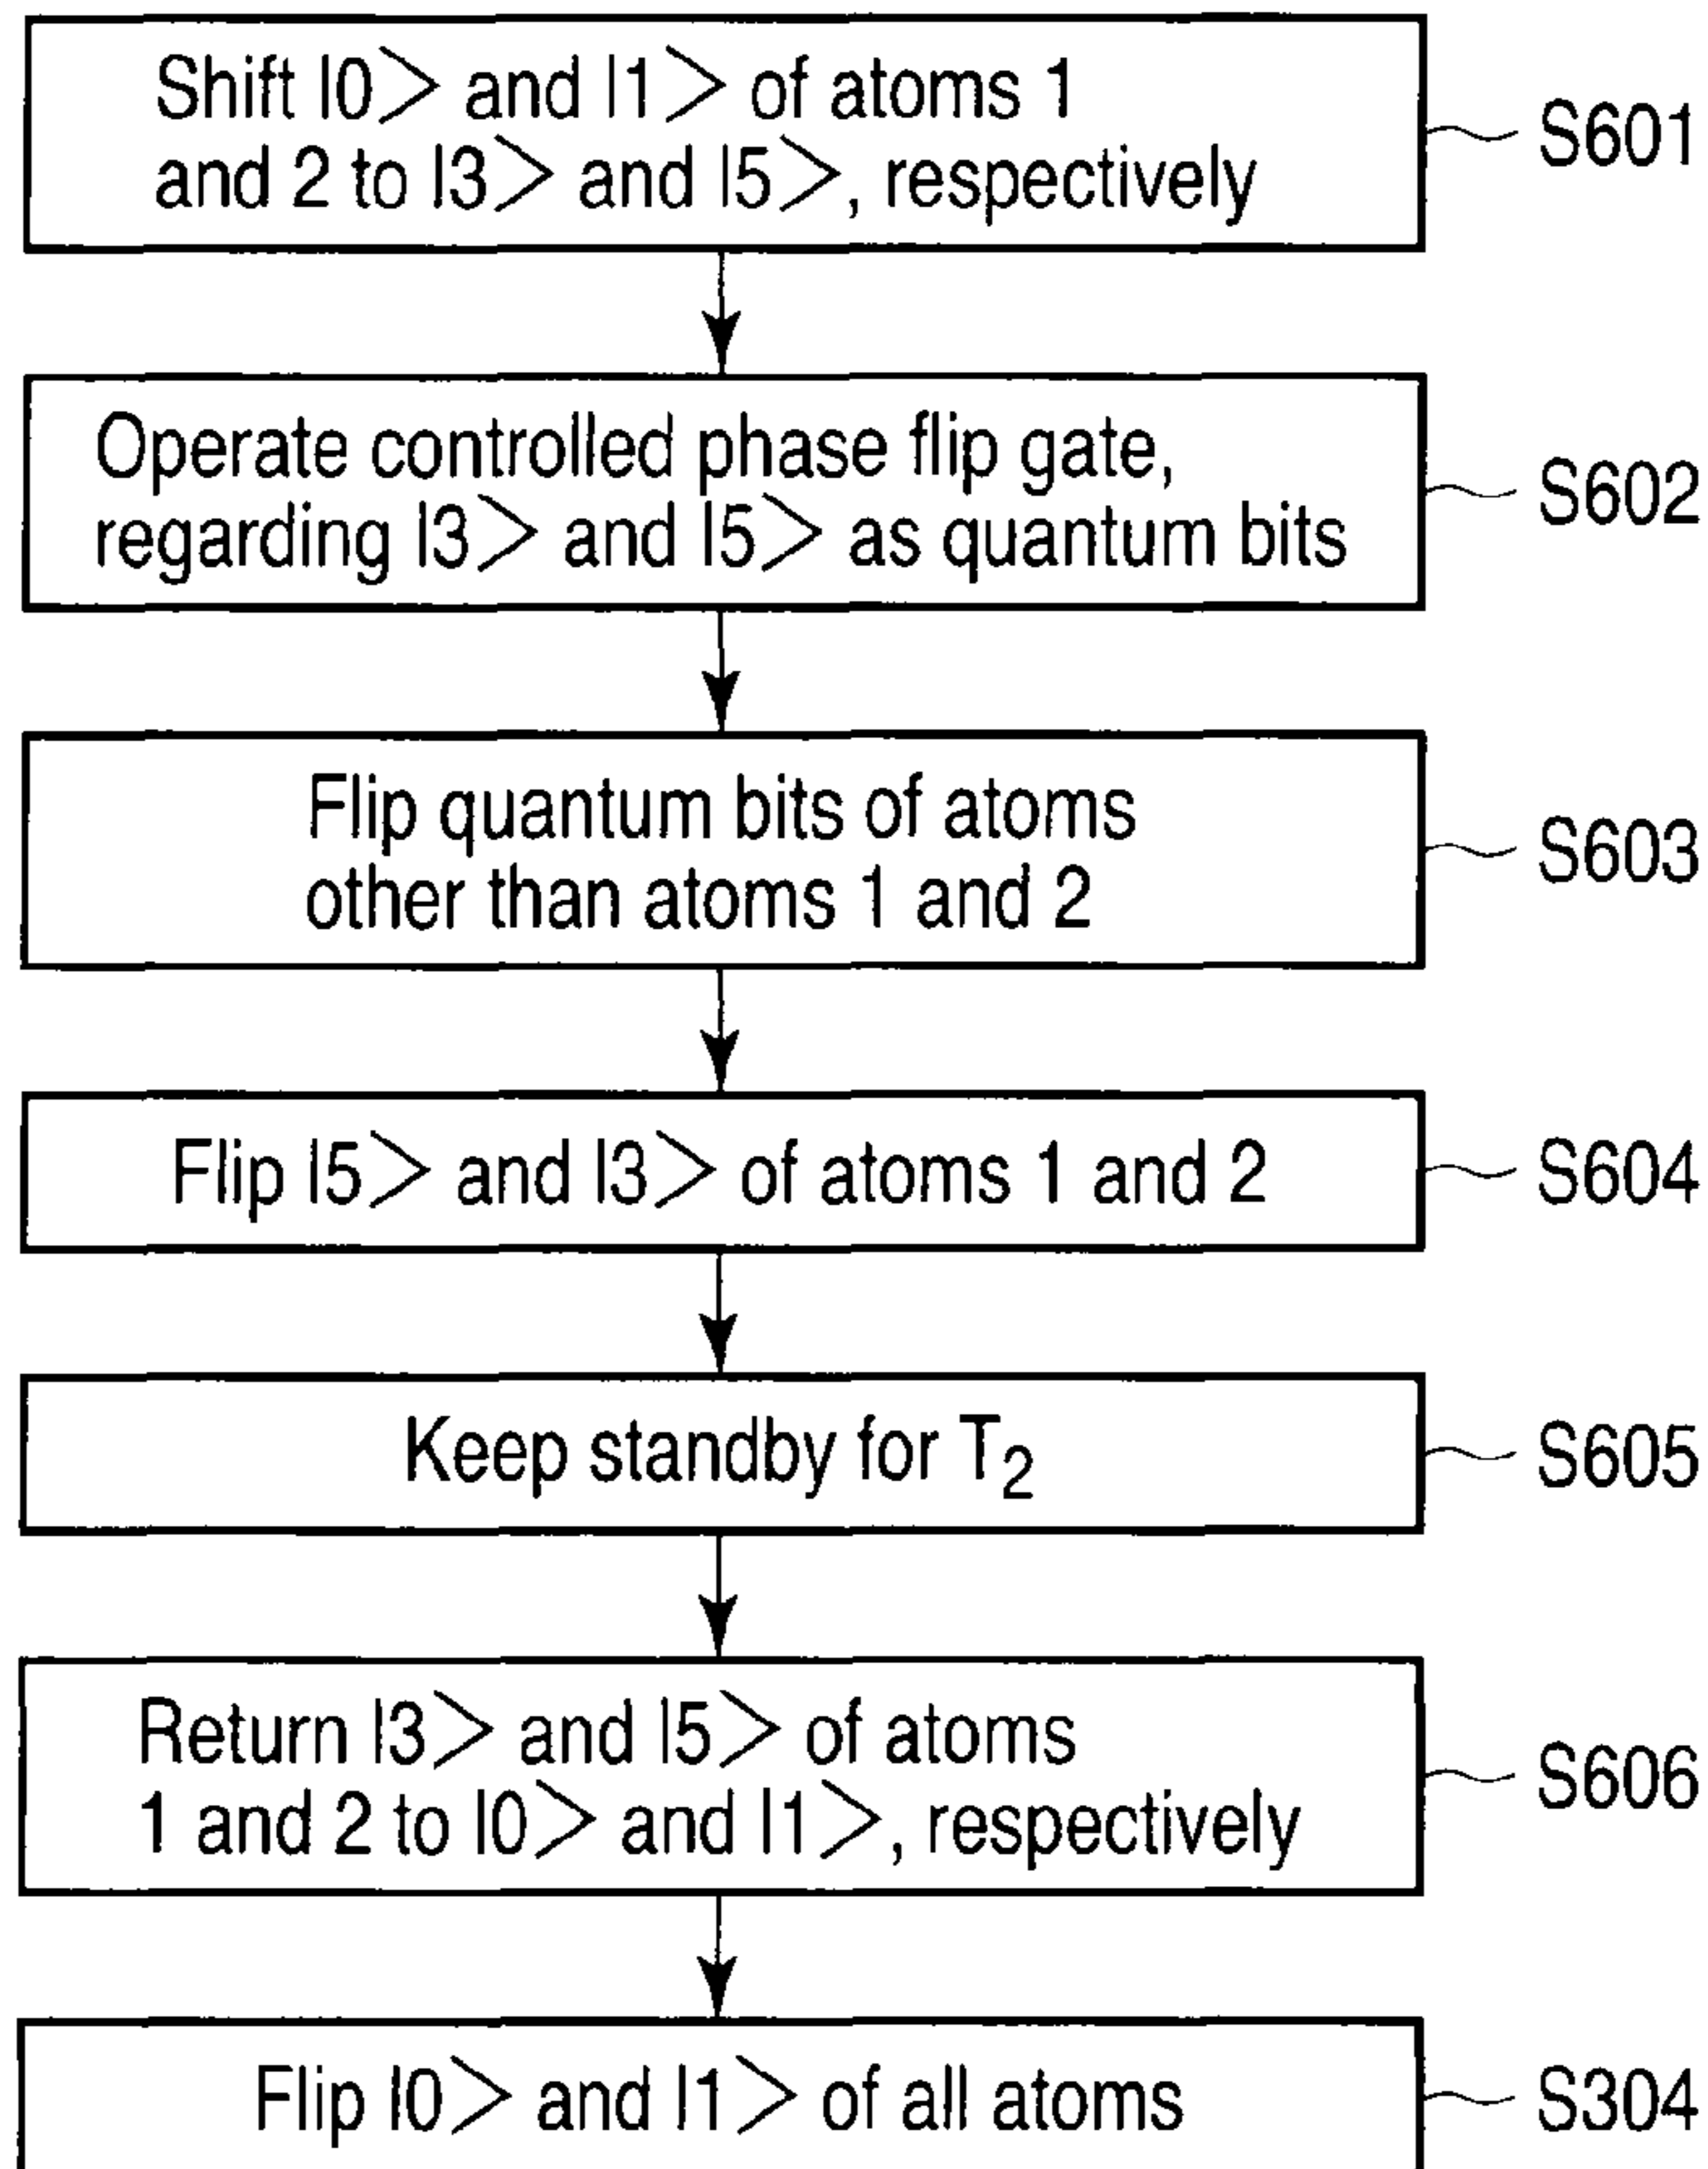 Shift |0> and |1> of atoms 1
and 2 to |3> and |5>, respectively
S601
Operate controlled phase flip gate,
regarding |3> and |5> as quantum bits
S602
Flip quantum bits of atoms
other than atoms 1 and 2
S603
Flip |5> and |3> of atoms 1 and 2
S604
Keep standby for T2
S605
Return |3> and |5> of atoms
1 and 2 to |0> and |1>, respectively
S606
Flip |0> and |1> of all atoms
S304